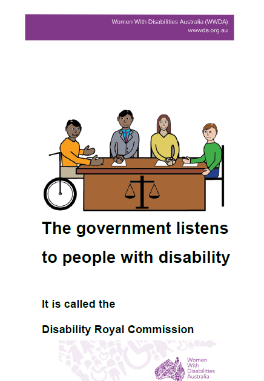 Women With Disabilities Australia (WWDA)
www.wwda.org.au
The government listens
to people with disability
It is called the
Disability Royal Commission
Women
With
Disabilities
Australia